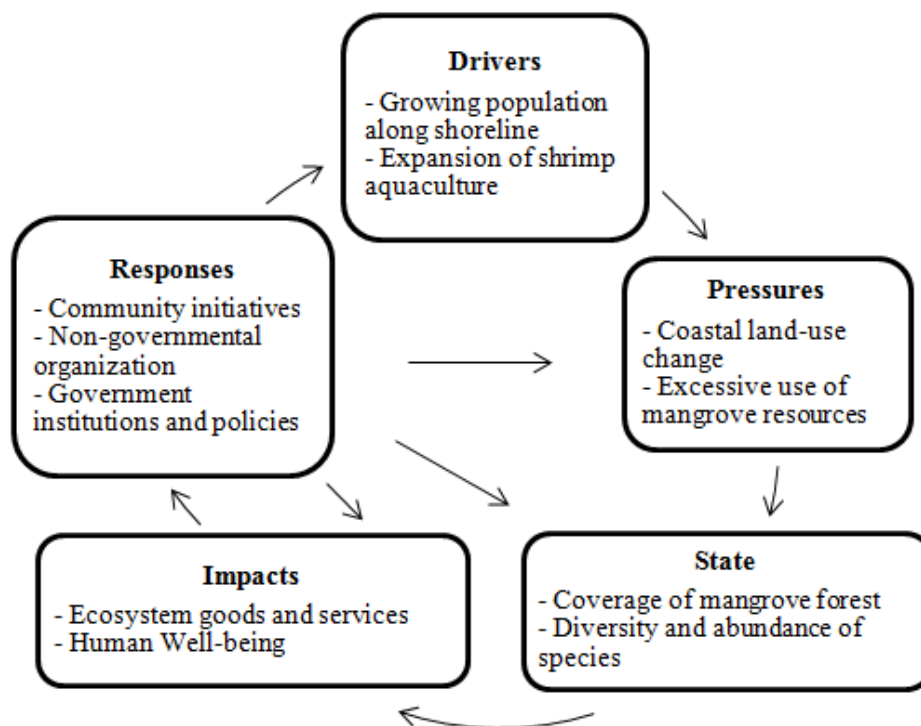 Drivers
- Growing population
along shoreline
- Expansion of shrimp
aquaculture
Responses
- Community initiatives
- Non-governmental
organization
- Government
institutions and policies
Pressures
- Coastal land-use
change
- Excessive use of
mangrove resources
Impacts
- Ecosystem goods and services
- Human Well-being
State
- Coverage of mangrove forest
- Diversity and abundance of
species